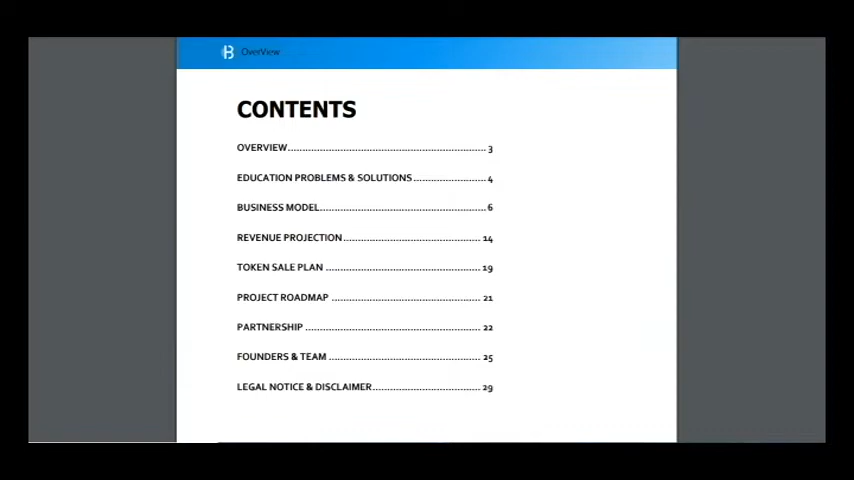 B OverView
CONTENTS
OVERVIEW 3
EDUCATION PROBLEMS & SOLUTIONS 4
BUSINESS MODEL 6
REVENUE PROJECTION 14
TOKEN SALE PLAN 19
PROJECT ROADMAP 21
PARTNERSHIP 22
FOUNDERS & TEAM 25
LEGAL NOTICE & DISCLAIMER 29